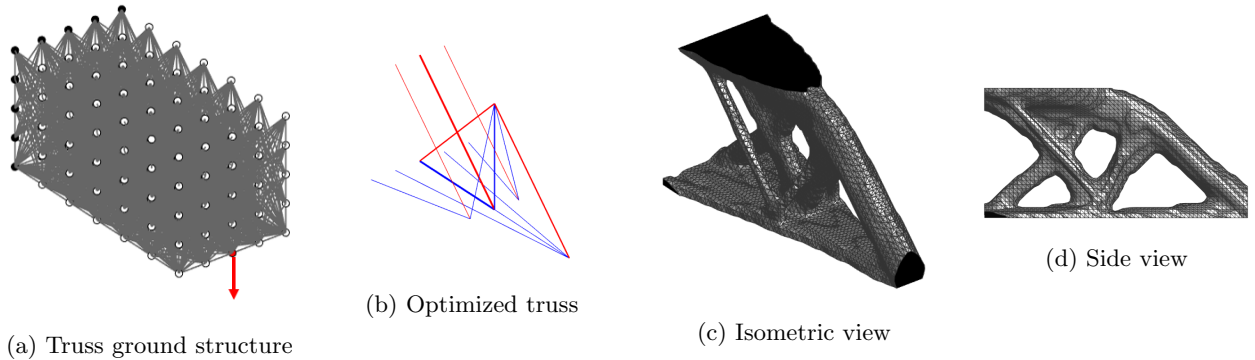 (a) Truss ground structure
(b) Optimized truss
(c) Isometric view
(d) Side view